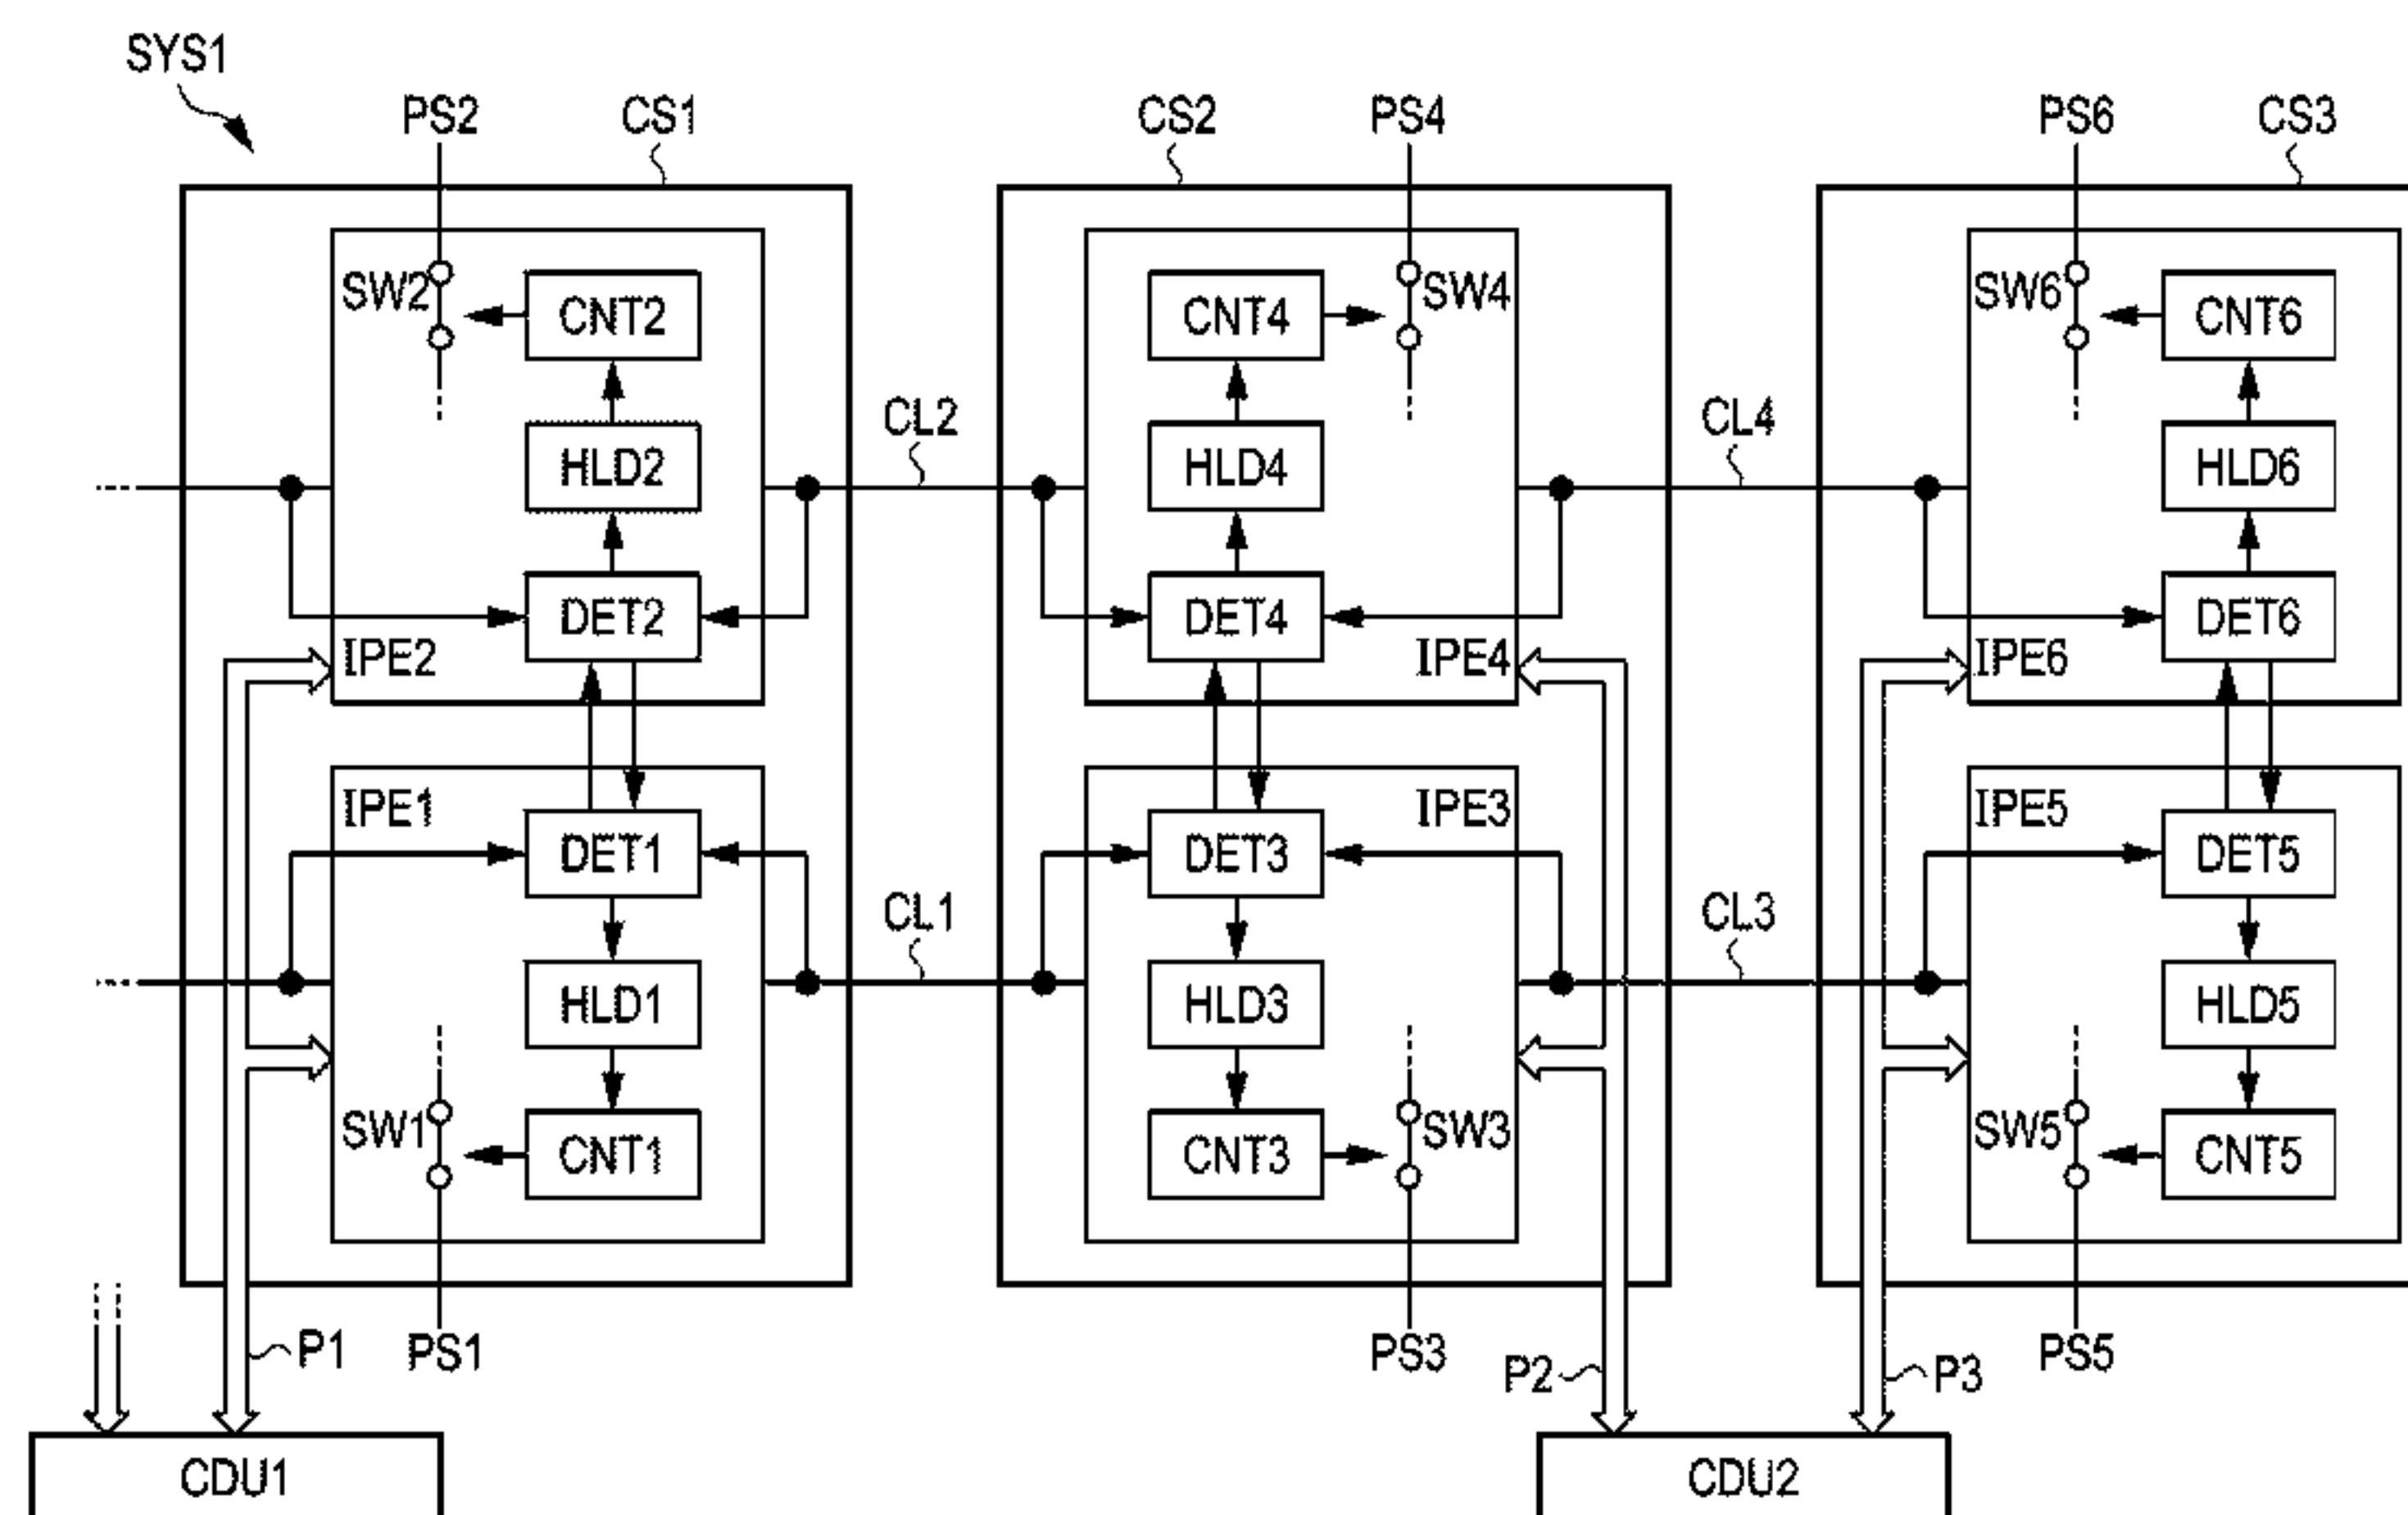 SYS1
PS2 CS1 CS2 PS4 PS6 CS3
SW2 CNT2 CNT4 SW4 SW6 CNT6
CL2 CL4
HLD2 HLD4 HLD6
DET2 DET4 DET6
IPE2 IPE4 IPE6
IPE1 IPE3 IPE5
DET1 DET3 DET5
CL1 CL3
HLD1 HLD3 HLD5
SW1 CNT1 CNT3 SW3 SW5 CNT5
P1 PS1 PS3 P2 P3 PS5
CDU1 CDU2